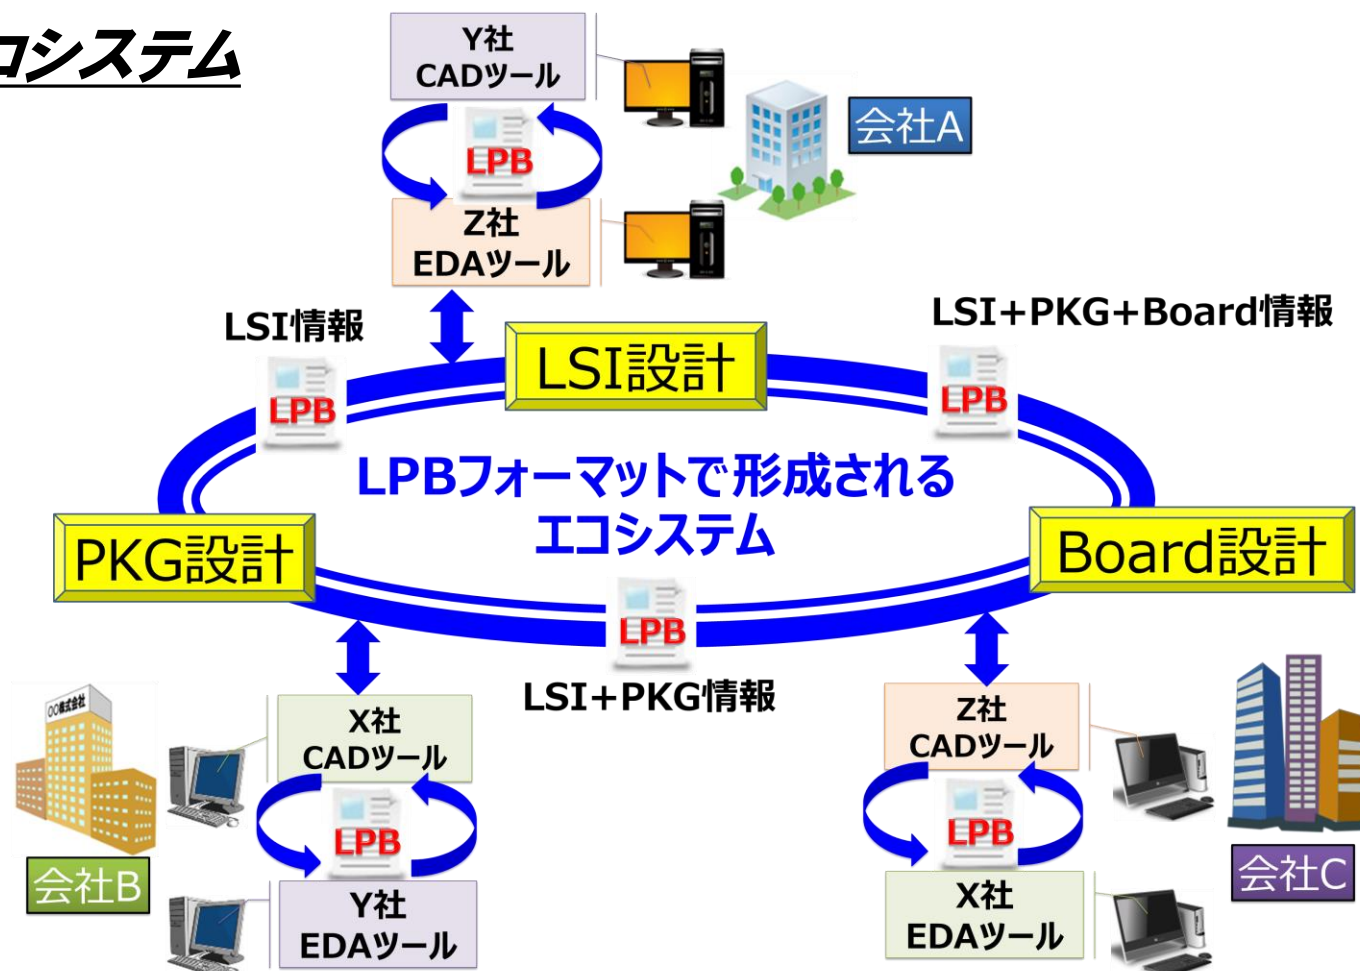 コシステム
Y社
CADツール
LPB
Z社
EDAツール
会社A
LSI情報
LPB
LSI設計
LSI+PKG+Board情報
LPB
LPBフォーマットで形成される
エコシステム
PKG設計
Board設計
LPB
LSI+PKG情報
〇〇株式会社
会社B
X社
CADツール
LPB
Y社
EDAツール
Z社
CADツール
LPB
X社
EDAツール
会社C